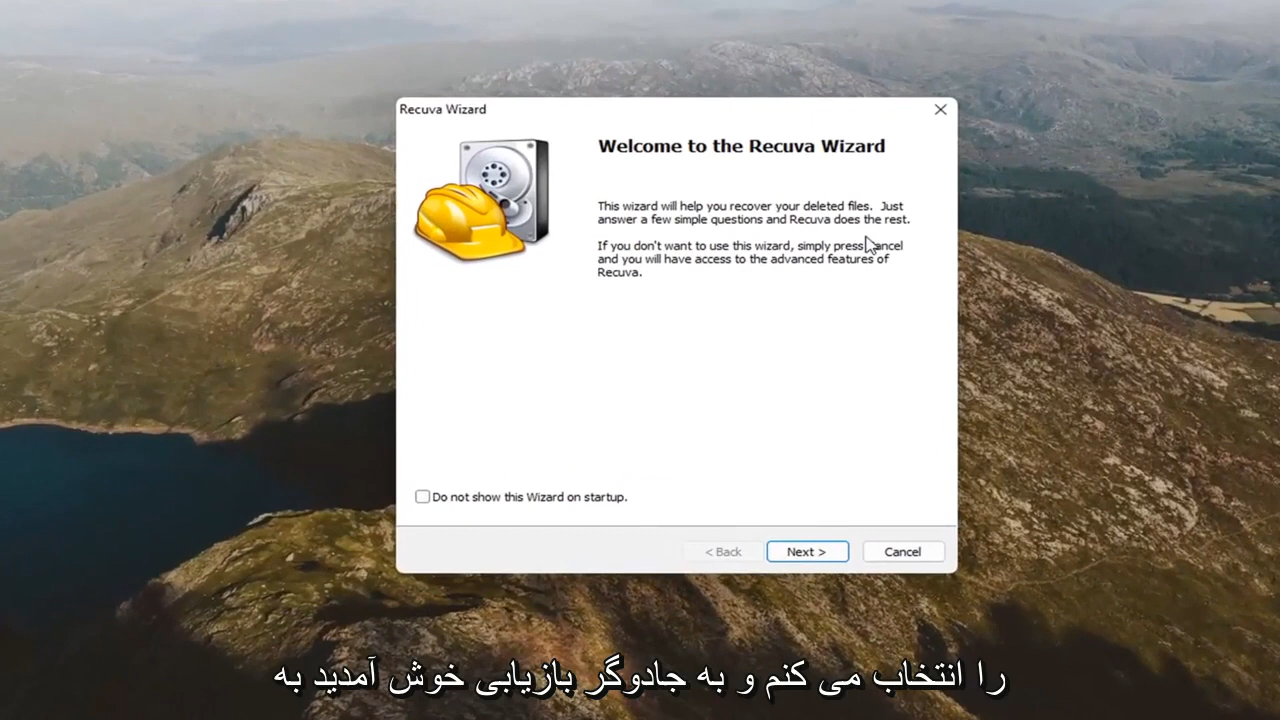 Recuva Wizard
Welcome to the Recuva Wizard
This wizard will help you recover your deleted files. Just
answer a few simple questions and Recuva does the rest.
If you don't want to use this wizard, simply press Cancel
and you will have access to the advanced features of
Recuva.
Do not show this Wizard on startup.
< Back
Next >
Cancel
را انتخاب می کنم و به جادوگر بازیابی خوش آمدید به